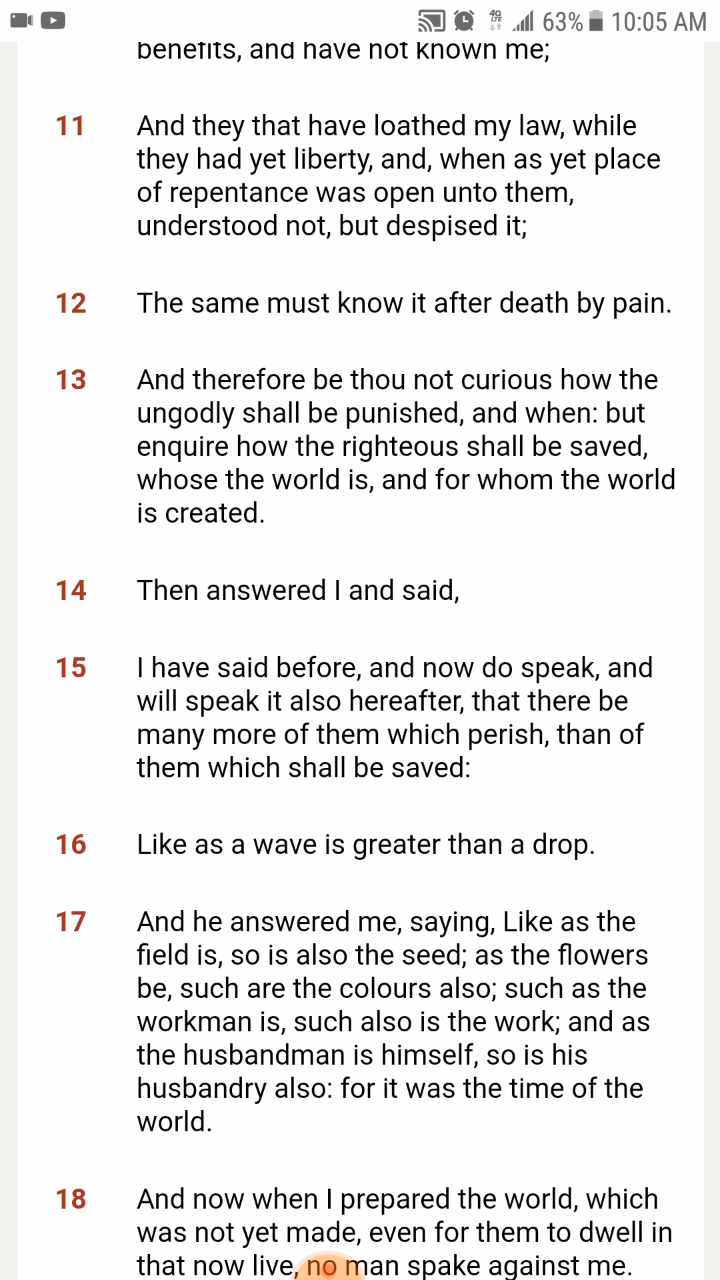 4G
LTE
63%
10:05 AM
benefits, and have not known me;
11 And they that have loathed my law, while
they had yet liberty, and, when as yet place
of repentance was open unto them,
understood not, but despised it;
12 The same must know it after death by pain.
13 And therefore be thou not curious how the
ungodly shall be punished, and when: but
enquire how the righteous shall be saved,
whose the world is, and for whom the world
is created.
14 Then answered I and said,
15 I have said before, and now do speak, and
will speak it also hereafter, that there be
many more of them which perish, than of
them which shall be saved:
16 Like as a wave is greater than a drop.
17 And he answered me, saying, Like as the
field is, so is also the seed; as the flowers
be, such are the colours also; such as the
workman is, such also is the work; and as
the husbandman is himself, so is his
husbandry also: for it was the time of the
world.
18 And now when I prepared the world, which
was not yet made, even for them to dwell in
that now live, no man spake against me.